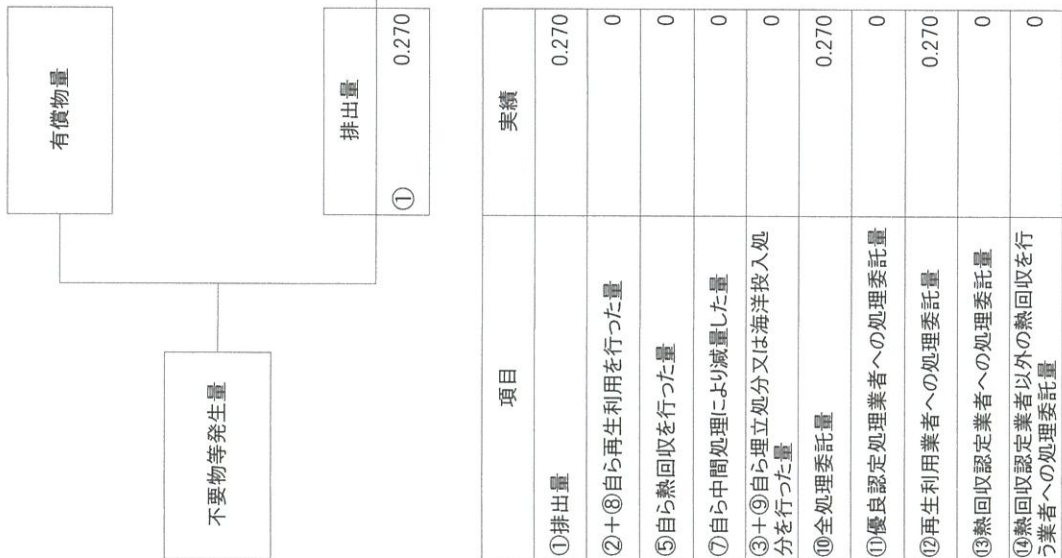 有償物量
不要物等発生量
排出量
① 0.270
項目 実績
①排出量 0.270
②+⑧自ら再生利用を行った量 0
⑤自ら熱回収を行った量 0
⑦自ら中間処理により減量した量 0
③+⑨自ら埋立処分又は海洋投入処
分を行った量 0
⑩全処理委託量 0.270
⑪優良認定処理業者への処理委託量 0
⑫再生利用業者への処理委託量 0.270
⑬熱回収認定業者への処理委託量 0
⑭熱回収認定業者以外の熱回収を行
う業者への処理委託量 0